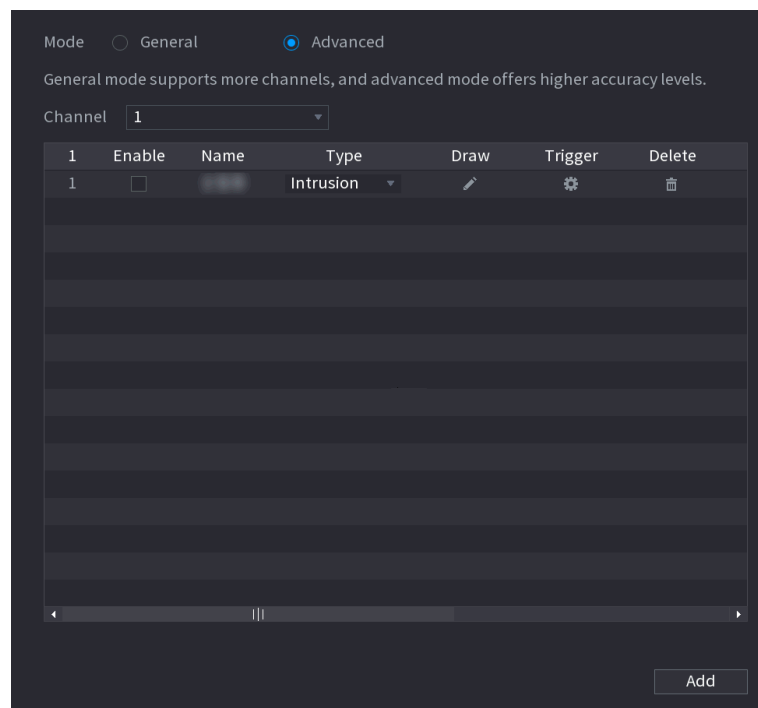 Mode General Advanced
General mode supports more channels, and advanced mode offers higher accuracy levels.
Channel 1
1 Enable Name Type Draw Trigger Delete
1 Intrusion
Add